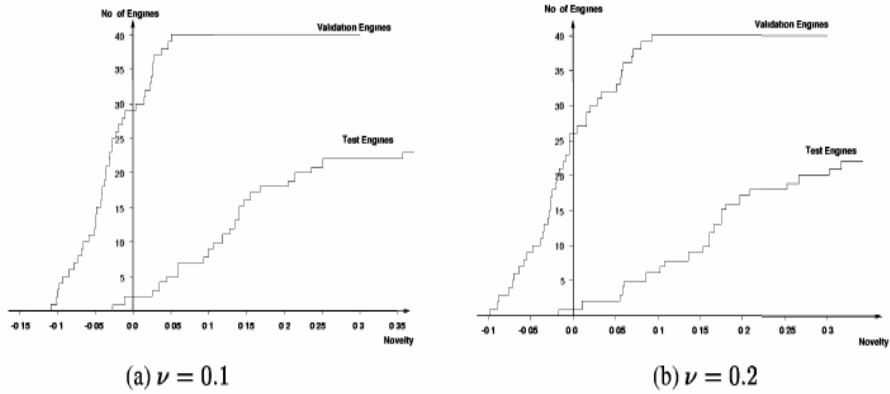 No of Engines
40
35
30
25
20
15
10
5
Validation Engines
Test Engines
-0 15 -0 1 -0 05 0 0 0 05 0 1 0 15 0 2 0 25 0 3 0 35
Novelty
(a) ν = 0.1
No of Engines
40
35
30
25
20
15
10
5
Validation Engines
Test Engines
-0 1 -0 05 0 0 0 05 0 1 0 15 0 2 0 25 0 3
Novelty
(b) ν = 0.2